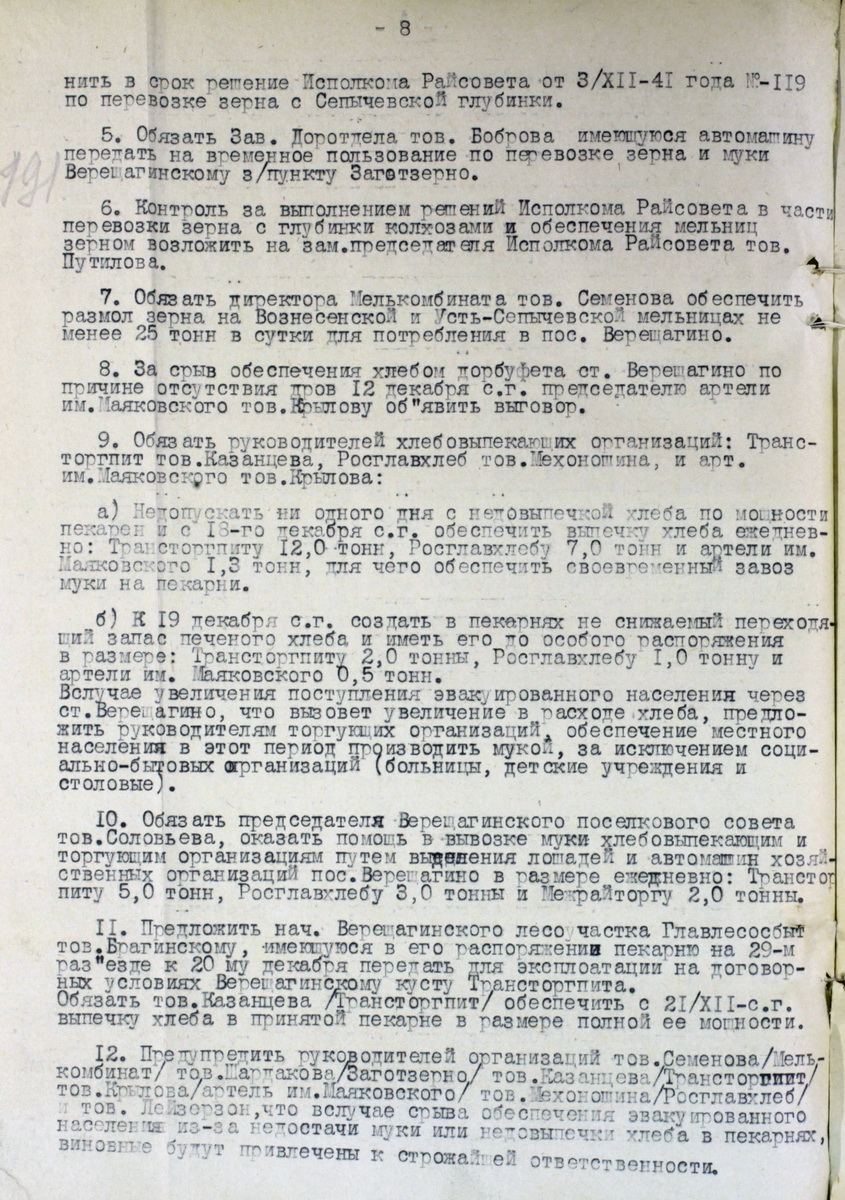 - 8
нить в срок решение Исполкома Райсовета от 3/XII-41 года №-119
по перевозке зерна с Сепычевской глубинки.
5. Обязать Зав. Доротдела тов. Боброва имеющуюся автомашину
передать на временное пользование по перевозке зерна и муки
Верещагинскому з/пункту Заготзерно.
191
6. Контроль за выполнением решений Исполкома Райсовета в части
перевозки зерна с глубинки колхозами и обеспечения мельниц
зерном возложить на зам.председателя Исполкома Райсовета тов.
Путилова.
7. Обязать директора Мелькомбината тов. Семенова обеспечить
размол зерна на Вознесенской и Усть-Сепычевской мельницах не
менее 25 тонн в сутки для потребления в пос. Верещагино.
8. За срыв обеспечения хлебом дорбуфета ст. Верещагино по
причине отсутствия дров 12 декабря с.г. председателю артели
им.Маяковского тов.Крылову об"явить выговор.
9. Обязать руководителей хлебовыпекающих организаций: Транс-
торгпит тов.Казанцева, Росглавхлеб тов.Мехоношина, и арт.
им.Маяковского тов.Крылова:
а) Недопускать ни одного дня с недовыпечкой хлеба по мощности
пекарен и с 18-го декабря с.г. обеспечить выпечку хлеба ежеднев-
но: Трансторгпиту 12,0 тонн, Росглавхлебу 7,0 тонн и артели им.
Маяковского 1,3 тонн, для чего обеспечить своевременный завоз
муки на пекарни.
б) К 19 декабря с.г. создать в пекарнях не снижаемый переходя-
щий запас печеного хлеба и иметь его до особого распоряжения
в размере: Трансторгпиту 2,0 тонны, Росглавхлебу 1,0 тонну и
артели им. Маяковского 0,5 тонн.
Вслучае увеличения поступления эвакуированного населения через
ст.Верещагино, что вызовет увеличение в расходе хлеба, предло-
жить руководителям торгующих организаций, обеспечение местного
населения в этот период производить мукой, за исключением соци-
ально-бытовых организаций (больницы, детские учреждения и
столовые).
10. Обязать председателя Верещагинского поселкового совета
тов.Соловьева, оказать помощь в вывозке муки хлебовыпекающим и
торгующим организациям путем выделения лошадей и автомашин хозяй-
ственных организаций пос.Верещагино в размере ежедневно: Транстор
питу 5,0 тонн, Росглавхлебу 3,0 тонны и Межрайторгу 2,0 тонны.
11. Предложить нач. Верещагинского лесоучастка Главлесосбыт
тов.Брагинскому, имеющуюся в его распоряжении пекарню на 29-м
раз"езде к 20 му декабря передать для эксплоатации на договор-
ных условиях Верещагинскому кусту Трансторгпита.
Обязать тов.Казанцева /Трансторгпит/ обеспечить с 21/XII-с.г.
выпечку хлеба в принятой пекарне в размере полной ее мощности.
12. Предупредить руководителей организаций тов.Семенова/Мель-
комбинат/ тов.Шардакова/Заготзерно/ тов.Казанцева/Трансторгпит/
тов.Крылова/артель им.Маяковского/ тов.Мехоношина/Росглавхлеб/
и тов. Лейзерзон,что вслучае срыва обеспечения эвакуированного
населения из-за недостачи муки или недовыпечки хлеба в пекарнях,
виновные будут привлечены к строжайшей ответственности.